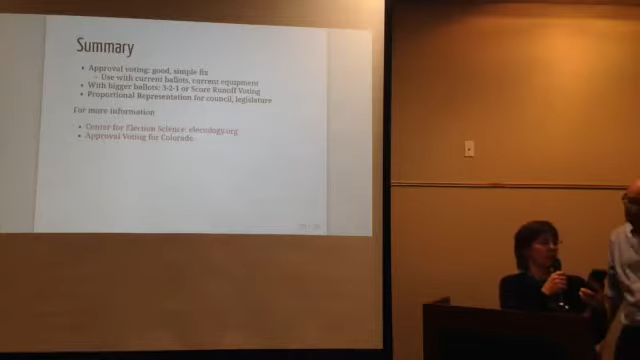 Summary
• Approval voting: good, simple fix
– Use with current ballots, current equipment
• With bigger ballots: 3-2-1 or Score Runoff Voting
• Proportional Representation for council, legislature
For more information
• Center for Election Science: electology.org
• Approval Voting for Colorado